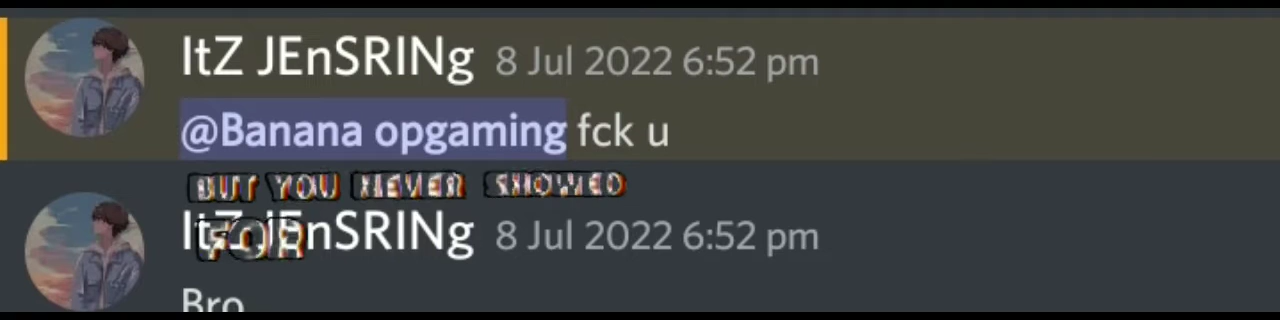 ItZ JEnSRINg 8 Jul 2022 6:52 pm
@Banana opgaming fck u
BUT YOU NEVER SHOWED
ItZ JEnSRINg 8 Jul 2022 6:52 pm
FOR
Bro